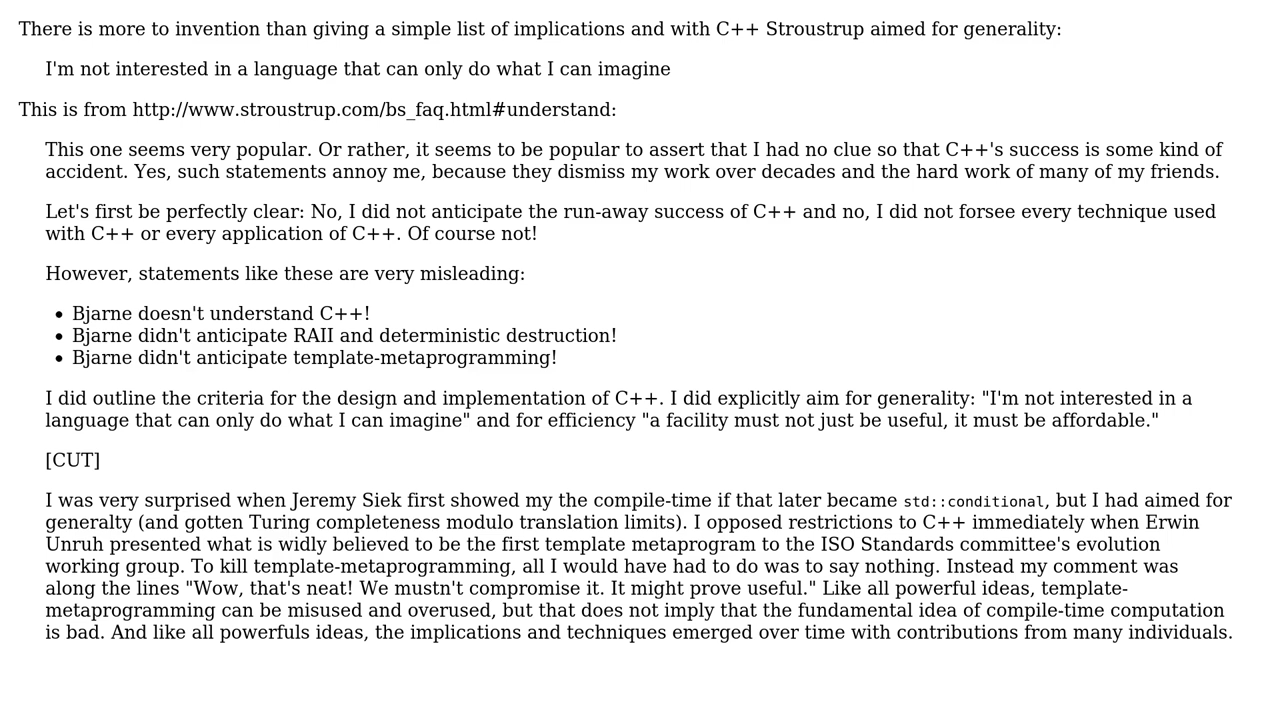 There is more to invention than giving a simple list of implications and with C++ Stroustrup aimed for generality:
I'm not interested in a language that can only do what I can imagine
This is from http://www.stroustrup.com/bs_faq.html#understand:
This one seems very popular. Or rather, it seems to be popular to assert that I had no clue so that C++'s success is some kind of
accident. Yes, such statements annoy me, because they dismiss my work over decades and the hard work of many of my friends.
Let's first be perfectly clear: No, I did not anticipate the run-away success of C++ and no, I did not forsee every technique used
with C++ or every application of C++. Of course not!
However, statements like these are very misleading:
• Bjarne doesn't understand C++!
• Bjarne didn't anticipate RAII and deterministic destruction!
• Bjarne didn't anticipate template-metaprogramming!
I did outline the criteria for the design and implementation of C++. I did explicitly aim for generality: "I'm not interested in a
language that can only do what I can imagine" and for efficiency "a facility must not just be useful, it must be affordable."
[CUT]
I was very surprised when Jeremy Siek first showed my the compile-time if that later became std::conditional, but I had aimed for
generalty (and gotten Turing completeness modulo translation limits). I opposed restrictions to C++ immediately when Erwin
Unruh presented what is widly believed to be the first template metaprogram to the ISO Standards committee's evolution
working group. To kill template-metaprogramming, all I would have had to do was to say nothing. Instead my comment was
along the lines "Wow, that's neat! We mustn't compromise it. It might prove useful." Like all powerful ideas, template-
metaprogramming can be misused and overused, but that does not imply that the fundamental idea of compile-time computation
is bad. And like all powerfuls ideas, the implications and techniques emerged over time with contributions from many individuals.